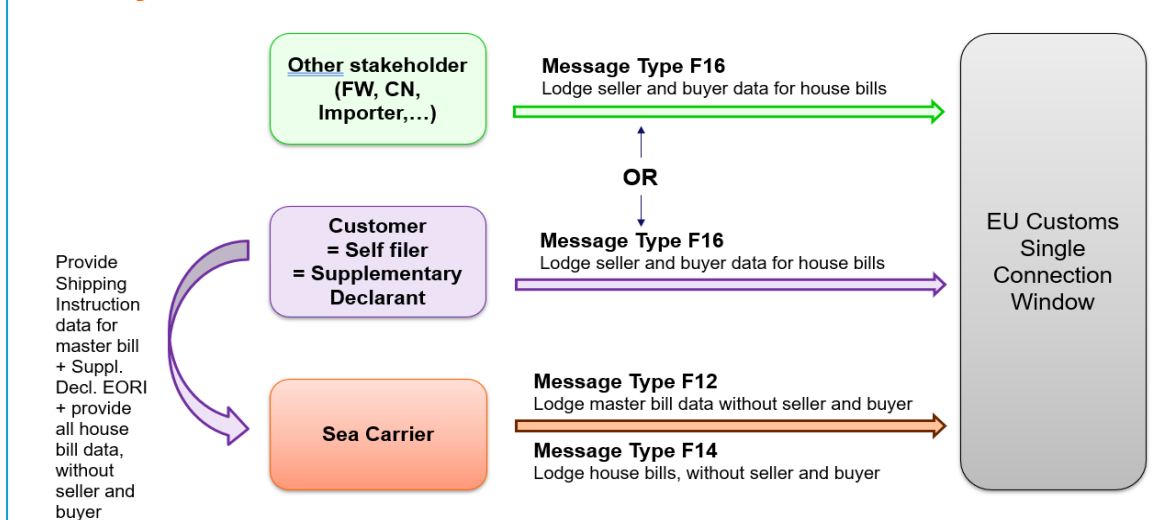 Other stakeholder
(FW, CN,
Importer,…)
Message Type F16
Lodge seller and buyer data for house bills
OR
Customer
= Self filer
= Supplementary
Declarant
Message Type F16
Lodge seller and buyer data for house bills
EU Customs
Single
Connection
Window
Provide
Shipping
Instruction
data for
master bill
+ Suppl.
Decl. EORI
+ provide
all house
bill data,
without
seller and
buyer
Sea Carrier
Message Type F12
Lodge master bill data without seller and buyer
Message Type F14
Lodge house bills, without seller and buyer